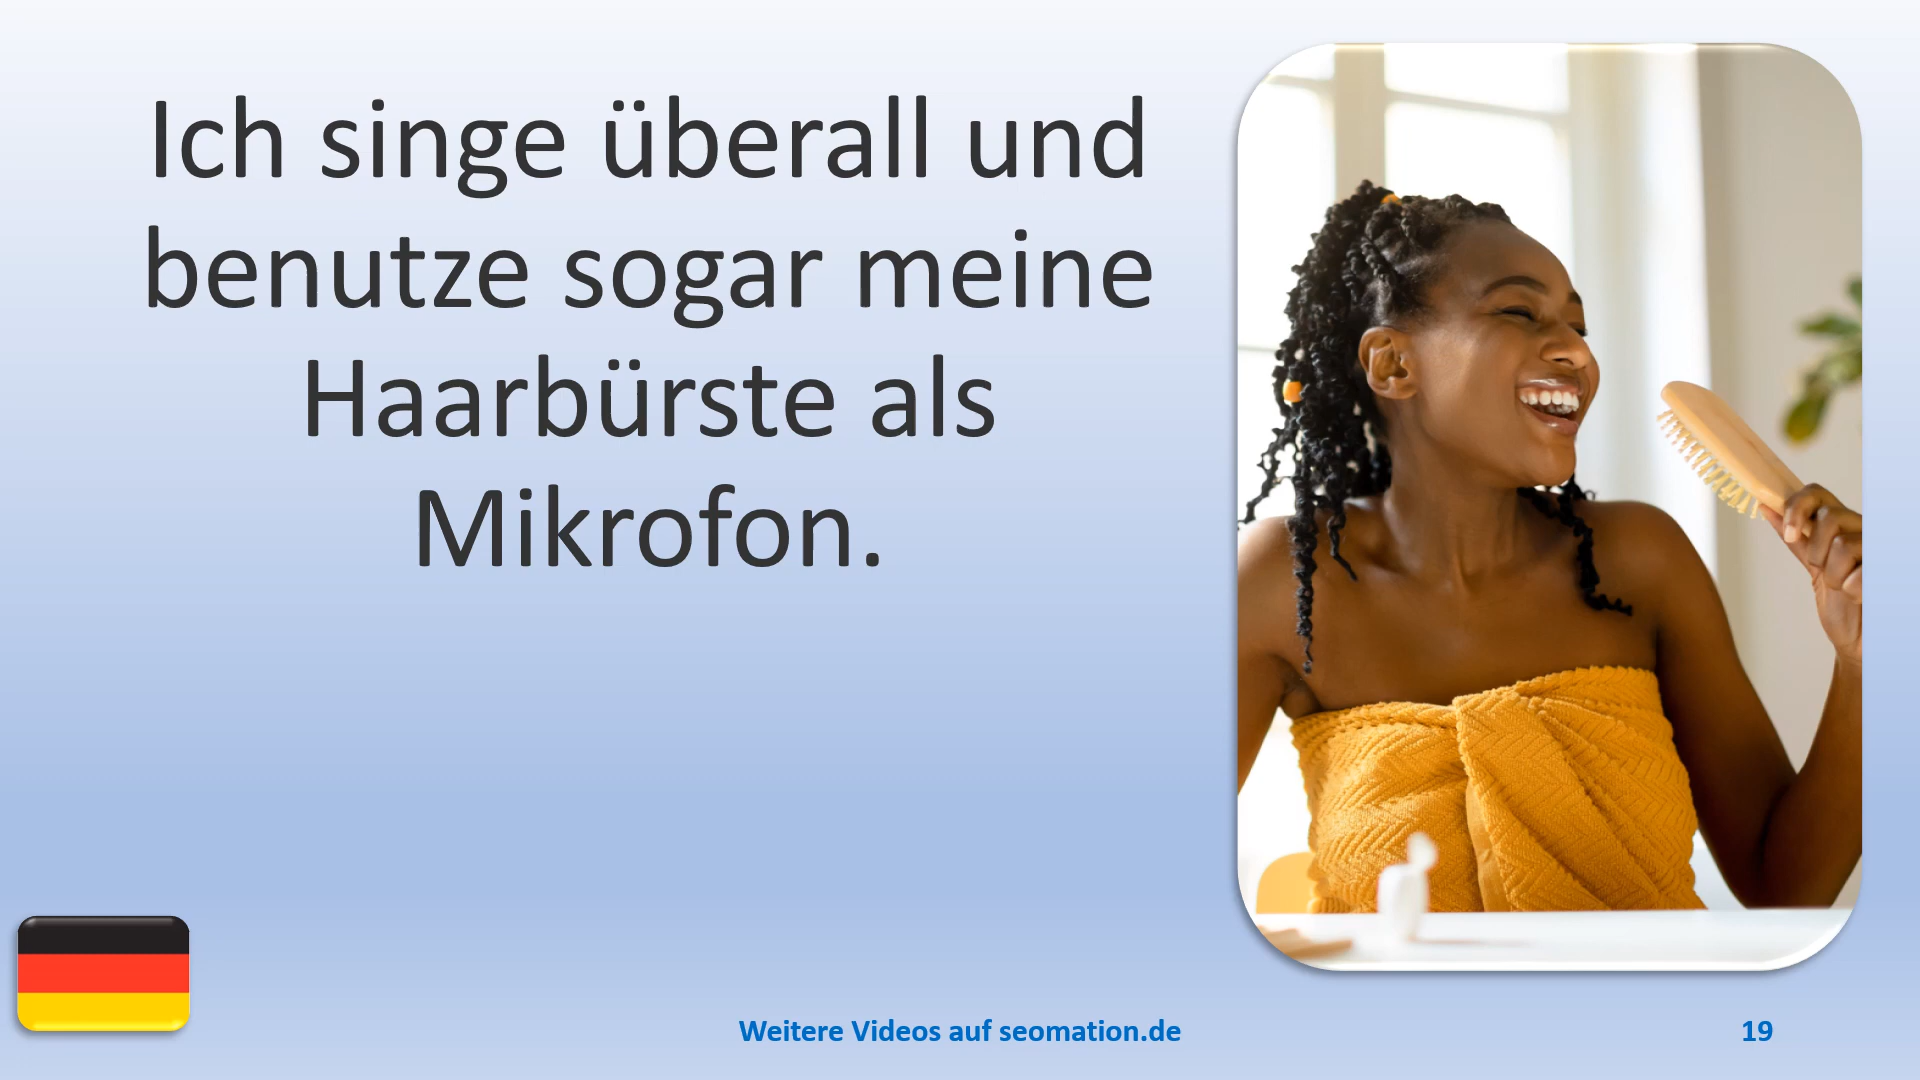 Ich singe überall und
benutze sogar meine
Haarbürste als
Mikrofon.
Weitere Videos auf seomation.de
19